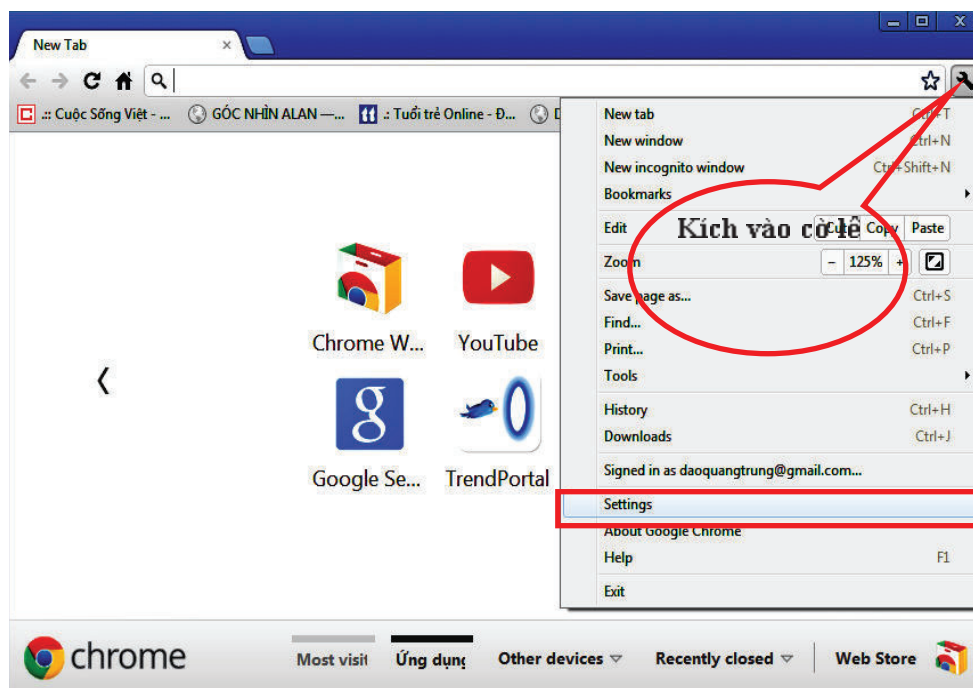 New Tab
.:: Cuộc Sống Việt - ...
GÓC NHÌN ALAN —...
.: Tuổi trẻ Online - Đ...
New tab Ctrl+T
New window Ctrl+N
New incognito window Ctrl+Shift+N
Bookmarks
Edit Cut Copy Paste
Kích vào cờ lê
Zoom - 125% +
Save page as... Ctrl+S
Find... Ctrl+F
Print... Ctrl+P
Tools
History Ctrl+H
Downloads Ctrl+J
Signed in as daoquangtrung@gmail.com...
Settings
About Google Chrome
Help F1
Exit
Chrome W... YouTube
Google Se... TrendPortal
chrome Most visit Ứng dụng Other devices Recently closed Web Store